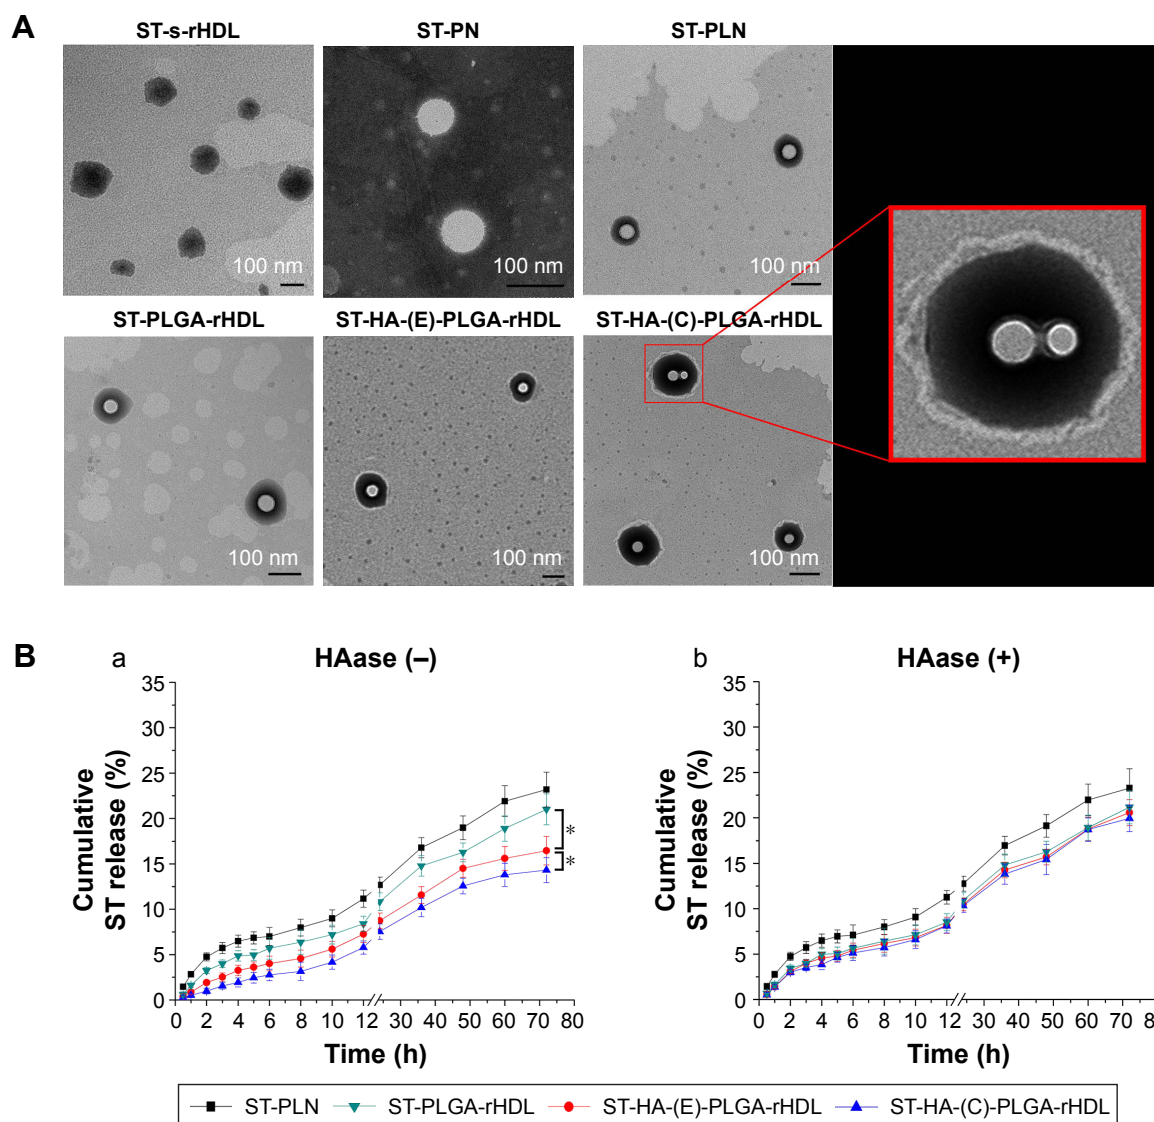 A
ST-s-rHDL
ST-PN
ST-PLN
100 nm
100 nm
100 nm
ST-PLGA-rHDL
ST-HA-(E)-PLGA-rHDL
ST-HA-(C)-PLGA-rHDL
100 nm
100 nm
100 nm
B
a
HAase (–)
35
30
25
20
15
10
5
0
Cumulative
ST release (%)
*
*
0 2 4 6 8 10 12 30 40 50 60 70 80
Time (h)
b
HAase (+)
35
30
25
20
15
10
5
0
Cumulative
ST release (%)
0 2 4 6 8 10 12 30 40 50 60 70 8
Time (h)
ST-PLN ST-PLGA-rHDL ST-HA-(E)-PLGA-rHDL ST-HA-(C)-PLGA-rHDL